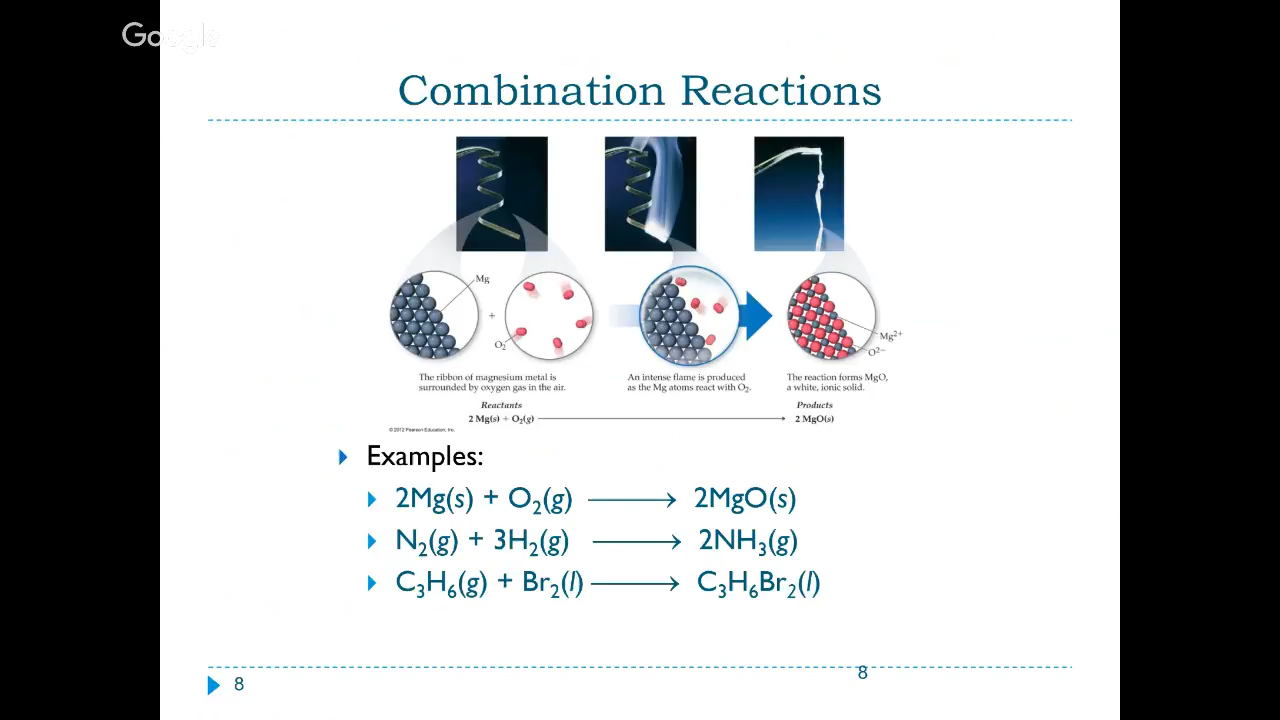 Google
Combination Reactions
Mg
+
O₂
Mg²⁺
O²⁻
The ribbon of magnesium metal is
surrounded by oxygen gas in the air.
An intense flame is produced
as the Mg atoms react with O₂.
The reaction forms MgO,
a white, ionic solid.
Reactants
Products
2 Mg(s) + O₂(g) ⟶ 2 MgO(s)
© 2012 Pearson Education, Inc.
Examples:
2Mg(s) + O₂(g) ⟶ 2MgO(s)
N₂(g) + 3H₂(g) ⟶ 2NH₃(g)
C₃H₆(g) + Br₂(l) ⟶ C₃H₆Br₂(l)
8
8